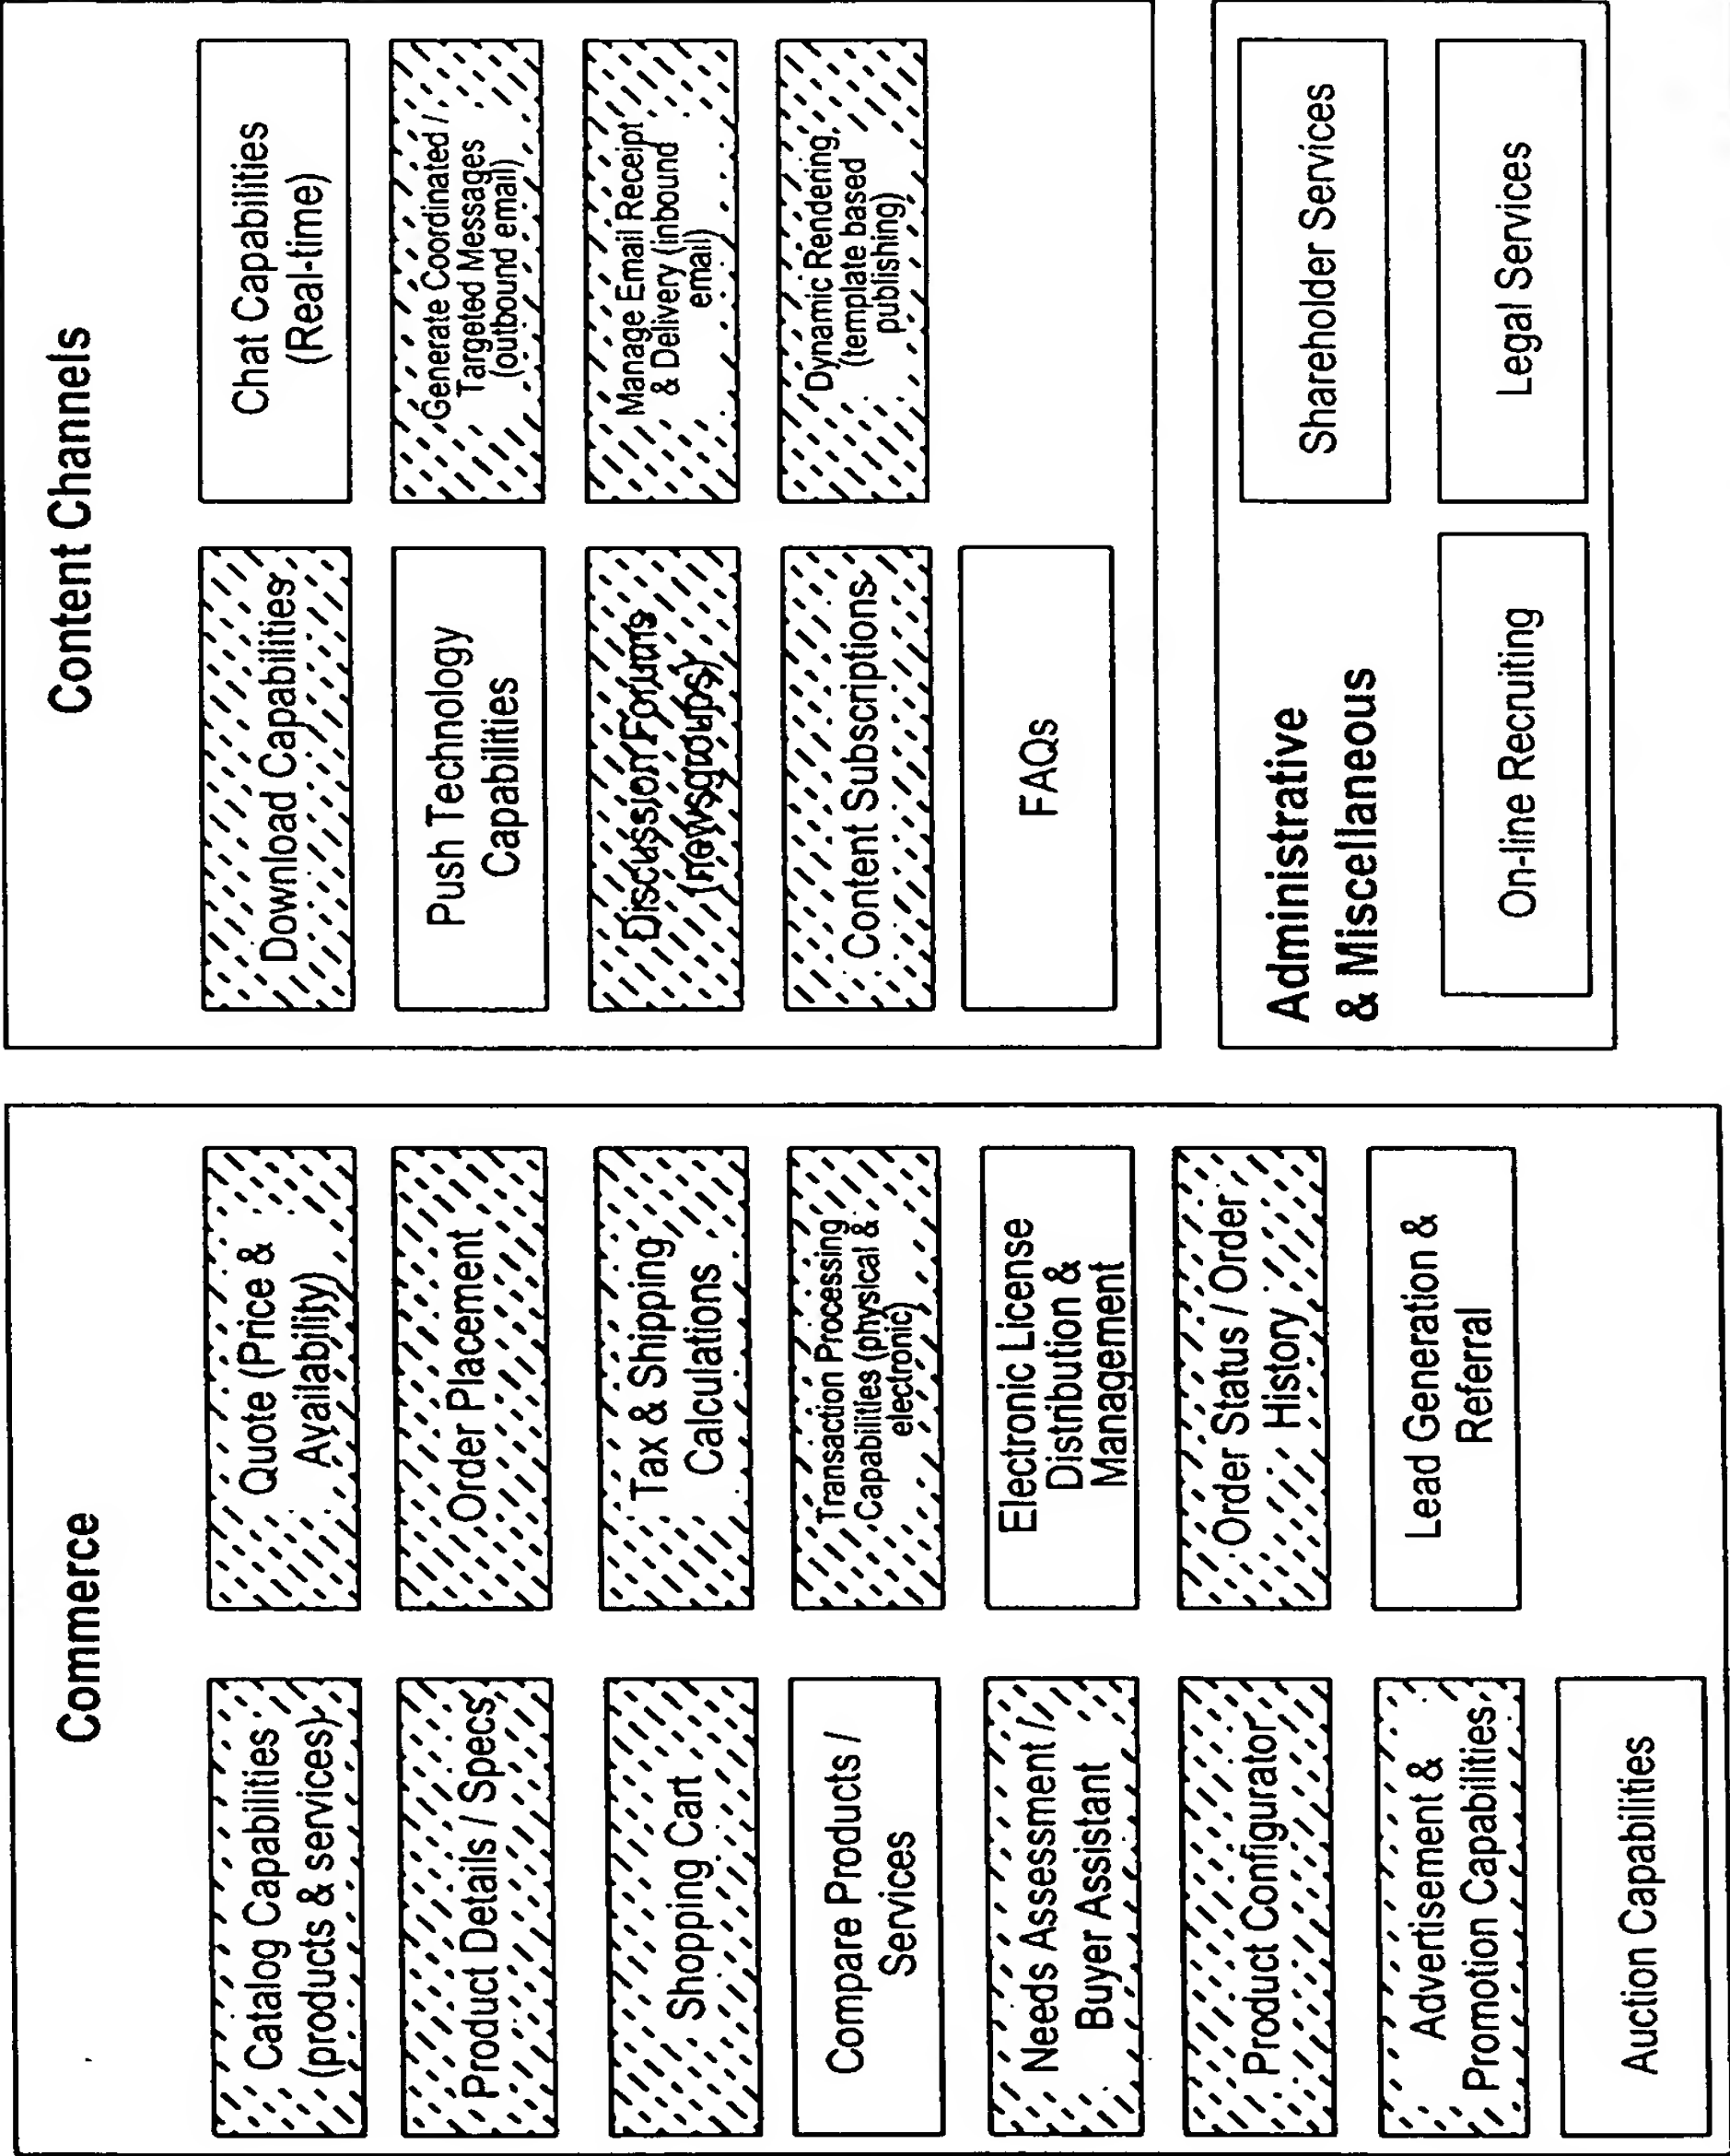 Commerce
Catalog Capabilities
(products & services)
Product Details / Specs
Shopping Cart
Compare Products /
Services
Needs Assessment /
Buyer Assistant
Product Configurator
Advertisement &
Promotion Capabilities
Auction Capabilities
Quote (Price &
Availability)
Order Placement
Tax & Shipping
Calculations
Transaction Processing
Capabilities (physical &
electronic)
Electronic License
Distribution &
Management
Order Status / Order
History
Lead Generation &
Referral
Content Channels
Download Capabilities
Push Technology
Capabilities
Discussion Forums
(newsgroups)
Content Subscriptions
FAQs
Chat Capabilities
(Real-time)
Generate Coordinated /
Targeted Messages
(outbound email)
Manage Email Receipt
& Delivery (inbound
email)
Dynamic Rendering
(template based
publishing)
Administrative
& Miscellaneous
On-line Recruiting
Shareholder Services
Legal Services